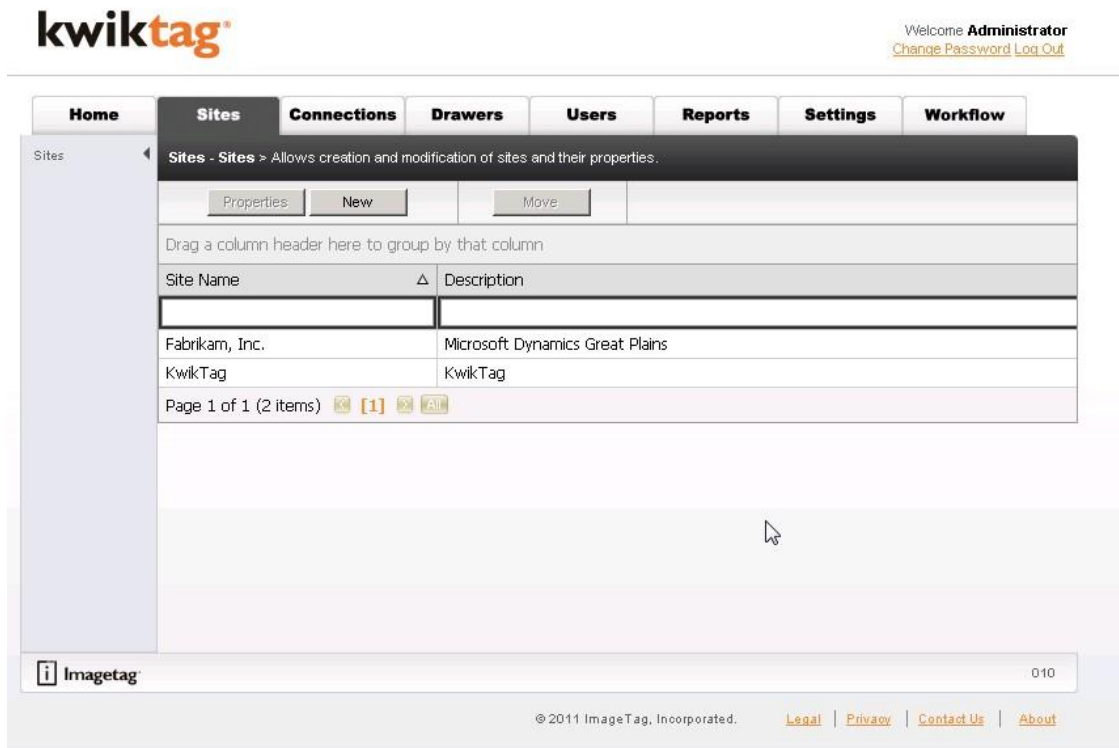 kwiktag
Welcome Administrator
Change Password Log Out
Home Sites Connections Drawers Users Reports Settings Workflow
Sites
Sites - Sites > Allows creation and modification of sites and their properties.
Properties New Move
Drag a column header here to group by that column
Site Name Description
Fabrikam, Inc. Microsoft Dynamics Great Plains
KwikTag KwikTag
Page 1 of 1 (2 items) < [1] > All
i Imagetag 010
© 2011 ImageTag, Incorporated. Legal | Privacy | Contact Us | About